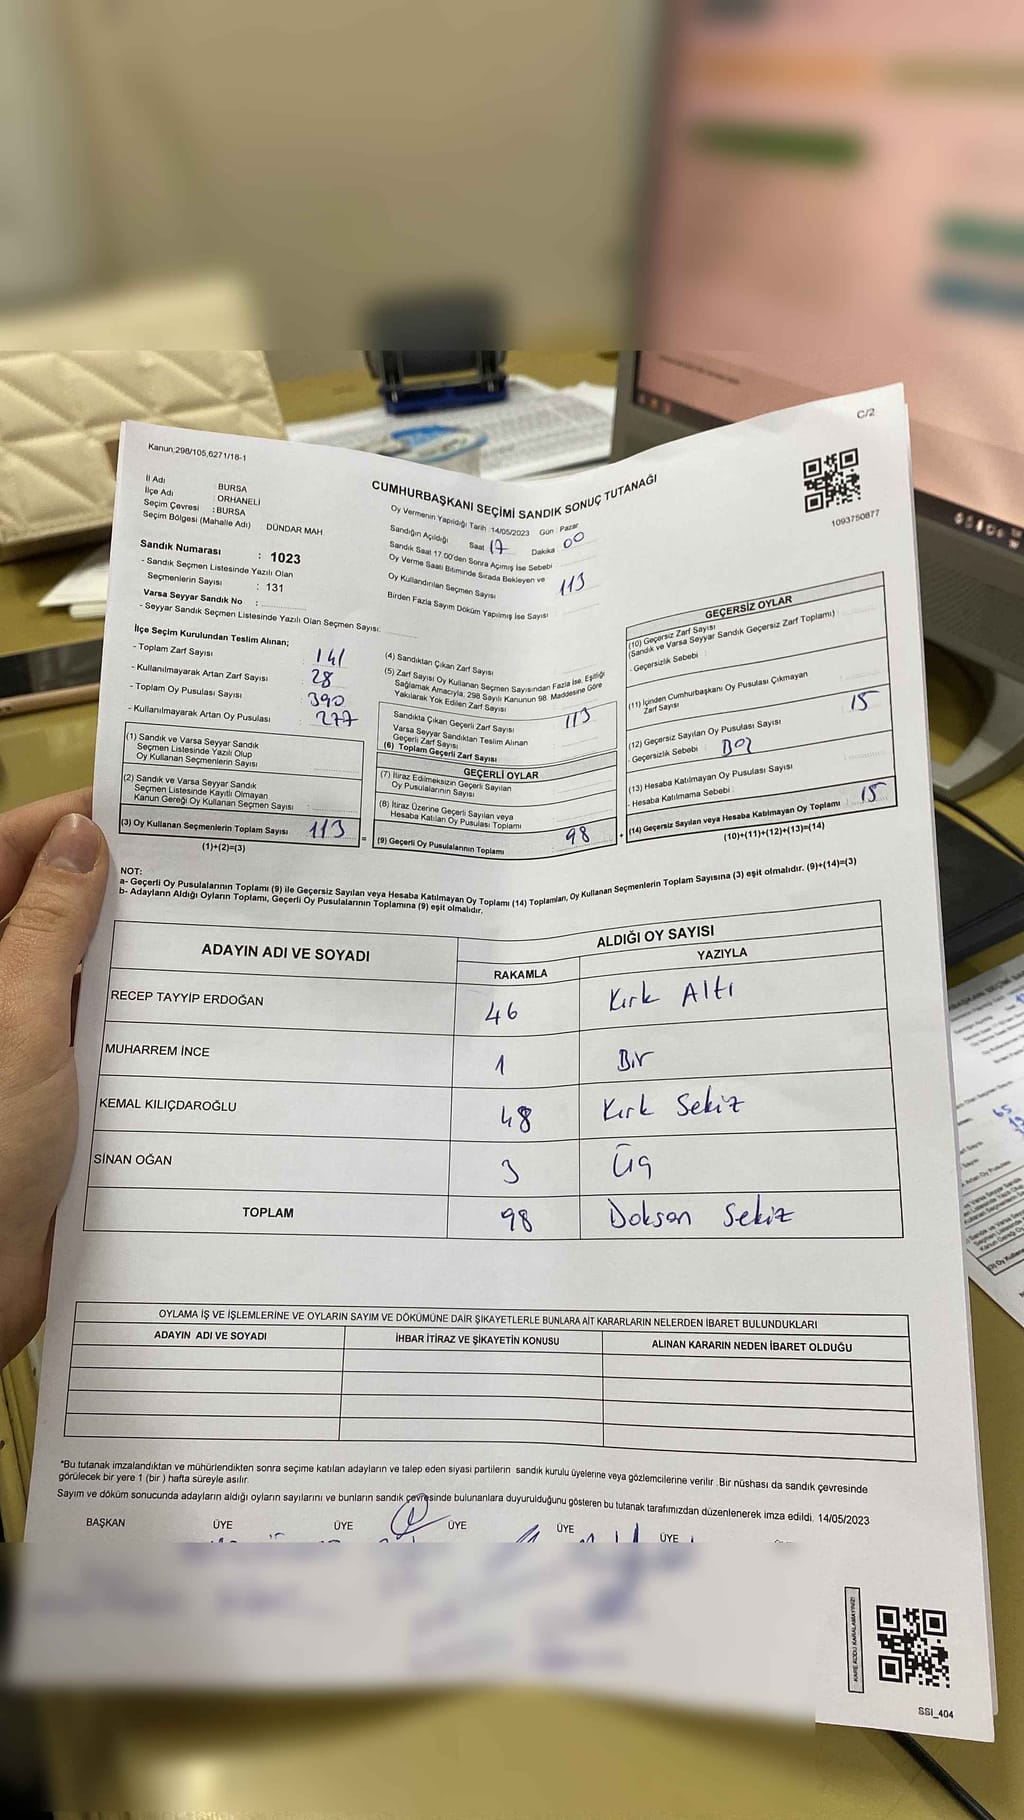 C/2
Kanun;298/105,6271/16-1
1093750877
CUMHURBAŞKANI SEÇİMİ SANDIK SONUÇ TUTANAĞI
İl Adı : BURSA
İlçe Adı : ORHANELİ
Seçim Çevresi : BURSA
Seçim Bölgesi (Mahalle Adı) : DÜNDAR MAH
Sandık Numarası : 1023
- Sandık Seçmen Listesinde Yazılı Olan
Seçmenlerin Sayısı : 131
Varsa Seyyar Sandık No :
- Seyyar Sandık Seçmen Listesinde Yazılı Olan Seçmen Sayısı:
Oy Vermenin Yapıldığı Tarih 14/05/2023 Gün : Pazar
Sandığın Açıldığı Saat 17 Dakika 00
Sandık Saat 17.00'den Sonra Açımış İse Sebebi
Oy Verme Saati Bitiminde Sırada Bekleyen ve
Oy Kullandırılan Seçmen Sayısı 113
Birden Fazla Sayım Döküm Yapılmış İse Sayısı
İlçe Seçim Kurulundan Teslim Alınan;
- Toplam Zarf Sayısı 141
- Kullanılmayarak Artan Zarf Sayısı 28
- Toplam Oy Pusulası Sayısı 390
- Kullanılmayarak Artan Oy Pusulası 277
(1) Sandık ve Varsa Seyyar Sandık
Seçmen Listesinde Yazılı Olup
Oy Kullanan Seçmenlerin Sayısı
(2) Sandık ve Varsa Seyyar Sandık
Seçmen Listesinde Kayıtlı Olmayan
Kanun Gereği Oy Kullanan Seçmen Sayısı
(3) Oy Kullanan Seçmenlerin Toplam Sayısı 113 =
(1)+(2)=(3)
(4) Sandıktan Çıkan Zarf Sayısı
(5) Zarf Sayısı Oy Kullanan Seçmen Sayısından Fazla İse, Eşitliği
Sağlamak Amacıyla, 298 Sayılı Kanunun 98. Maddesine Göre
Yakılarak Yok Edilen Zarf Sayısı
Sandıkta Çıkan Geçerli Zarf Sayısı 113
Varsa Seyyar Sandıktan Teslim Alınan
Geçerli Zarf Sayısı
(6) Toplam Geçerli Zarf Sayısı
GEÇERLİ OYLAR
(7) İtiraz Edilmeksizin Geçerli Sayılan
Oy Pusulalarının Sayısı
(8) İtiraz Üzerine Geçerli Sayılan veya
Hesaba Katılan Oy Pusulası Toplamı
(9) Geçerli Oy Pusulalarının Toplamı 98 +
GEÇERSİZ OYLAR
(10) Geçersiz Zarf Sayısı
(Sandık ve Varsa Seyyar Sandık Geçersiz Zarf Toplamı) :
- Geçersizlik Sebebi :
(11) İçinden Cumhurbaşkanı Oy Pusulası Çıkmayan
Zarf Sayısı
(12) Geçersiz Sayılan Oy Pusulası Sayısı 15
- Geçersizlik Sebebi : Boş
(13) Hesaba Katılmayan Oy Pusulası Sayısı
- Hesaba Katılmama Sebebi :
(14) Geçersiz Sayılan veya Hesaba Katılmayan Oy Toplamı 15
(10)+(11)+(12)+(13)=(14)
NOT:
a- Geçerli Oy Pusulalarının Toplamı (9) ile Geçersiz Sayılan veya Hesaba Katılmayan Oy Toplamı (14) Toplamları, Oy Kullanan Seçmenlerin Toplam Sayısına (3) eşit olmalıdır. (9)+(14)=(3)
b- Adayların Aldığı Oyların Toplamı, Geçerli Oy Pusulalarının Toplamına (9) eşit olmalıdır.
ADAYIN ADI VE SOYADI ALDIĞI OY SAYISI
RAKAMLA YAZIYLA
RECEP TAYYİP ERDOĞAN 46 Kırk Altı
MUHARREM İNCE 1 Bir
KEMAL KILIÇDAROĞLU 48 Kırk Sekiz
SİNAN OĞAN 3 Üç
TOPLAM 98 Doksan Sekiz
OYLAMA İŞ VE İŞLEMLERİNE VE OYLARIN SAYIM VE DÖKÜMÜNE DAİR ŞİKAYETLERLE BUNLARA AİT KARARLARIN NELERDEN İBARET BULUNDUKLARI
ADAYIN ADI VE SOYADI İHBAR İTİRAZ VE ŞİKAYETİN KONUSU ALINAN KARARIN NEDEN İBARET OLDUĞU
*Bu tutanak imzalandıktan ve mühürlendikten sonra seçime katılan adayların ve talep eden siyasi partilerin sandık kurulu üyelerine veya gözlemcilerine verilir .Bir nüshası da sandık çevresinde
görülecek bir yere 1 (bir ) hafta süreyle asılır.
Sayım ve döküm sonucunda adayların aldığı oyların sayılarını ve bunların sandık çevresinde bulunanlara duyurulduğunu gösteren bu tutanak tarafımızdan düzenlenerek imza edildi. 14/05/2023
BAŞKAN ÜYE ÜYE ÜYE ÜYE ÜYE
KARE KODU KARALAMAYINIZ!
SSI_404